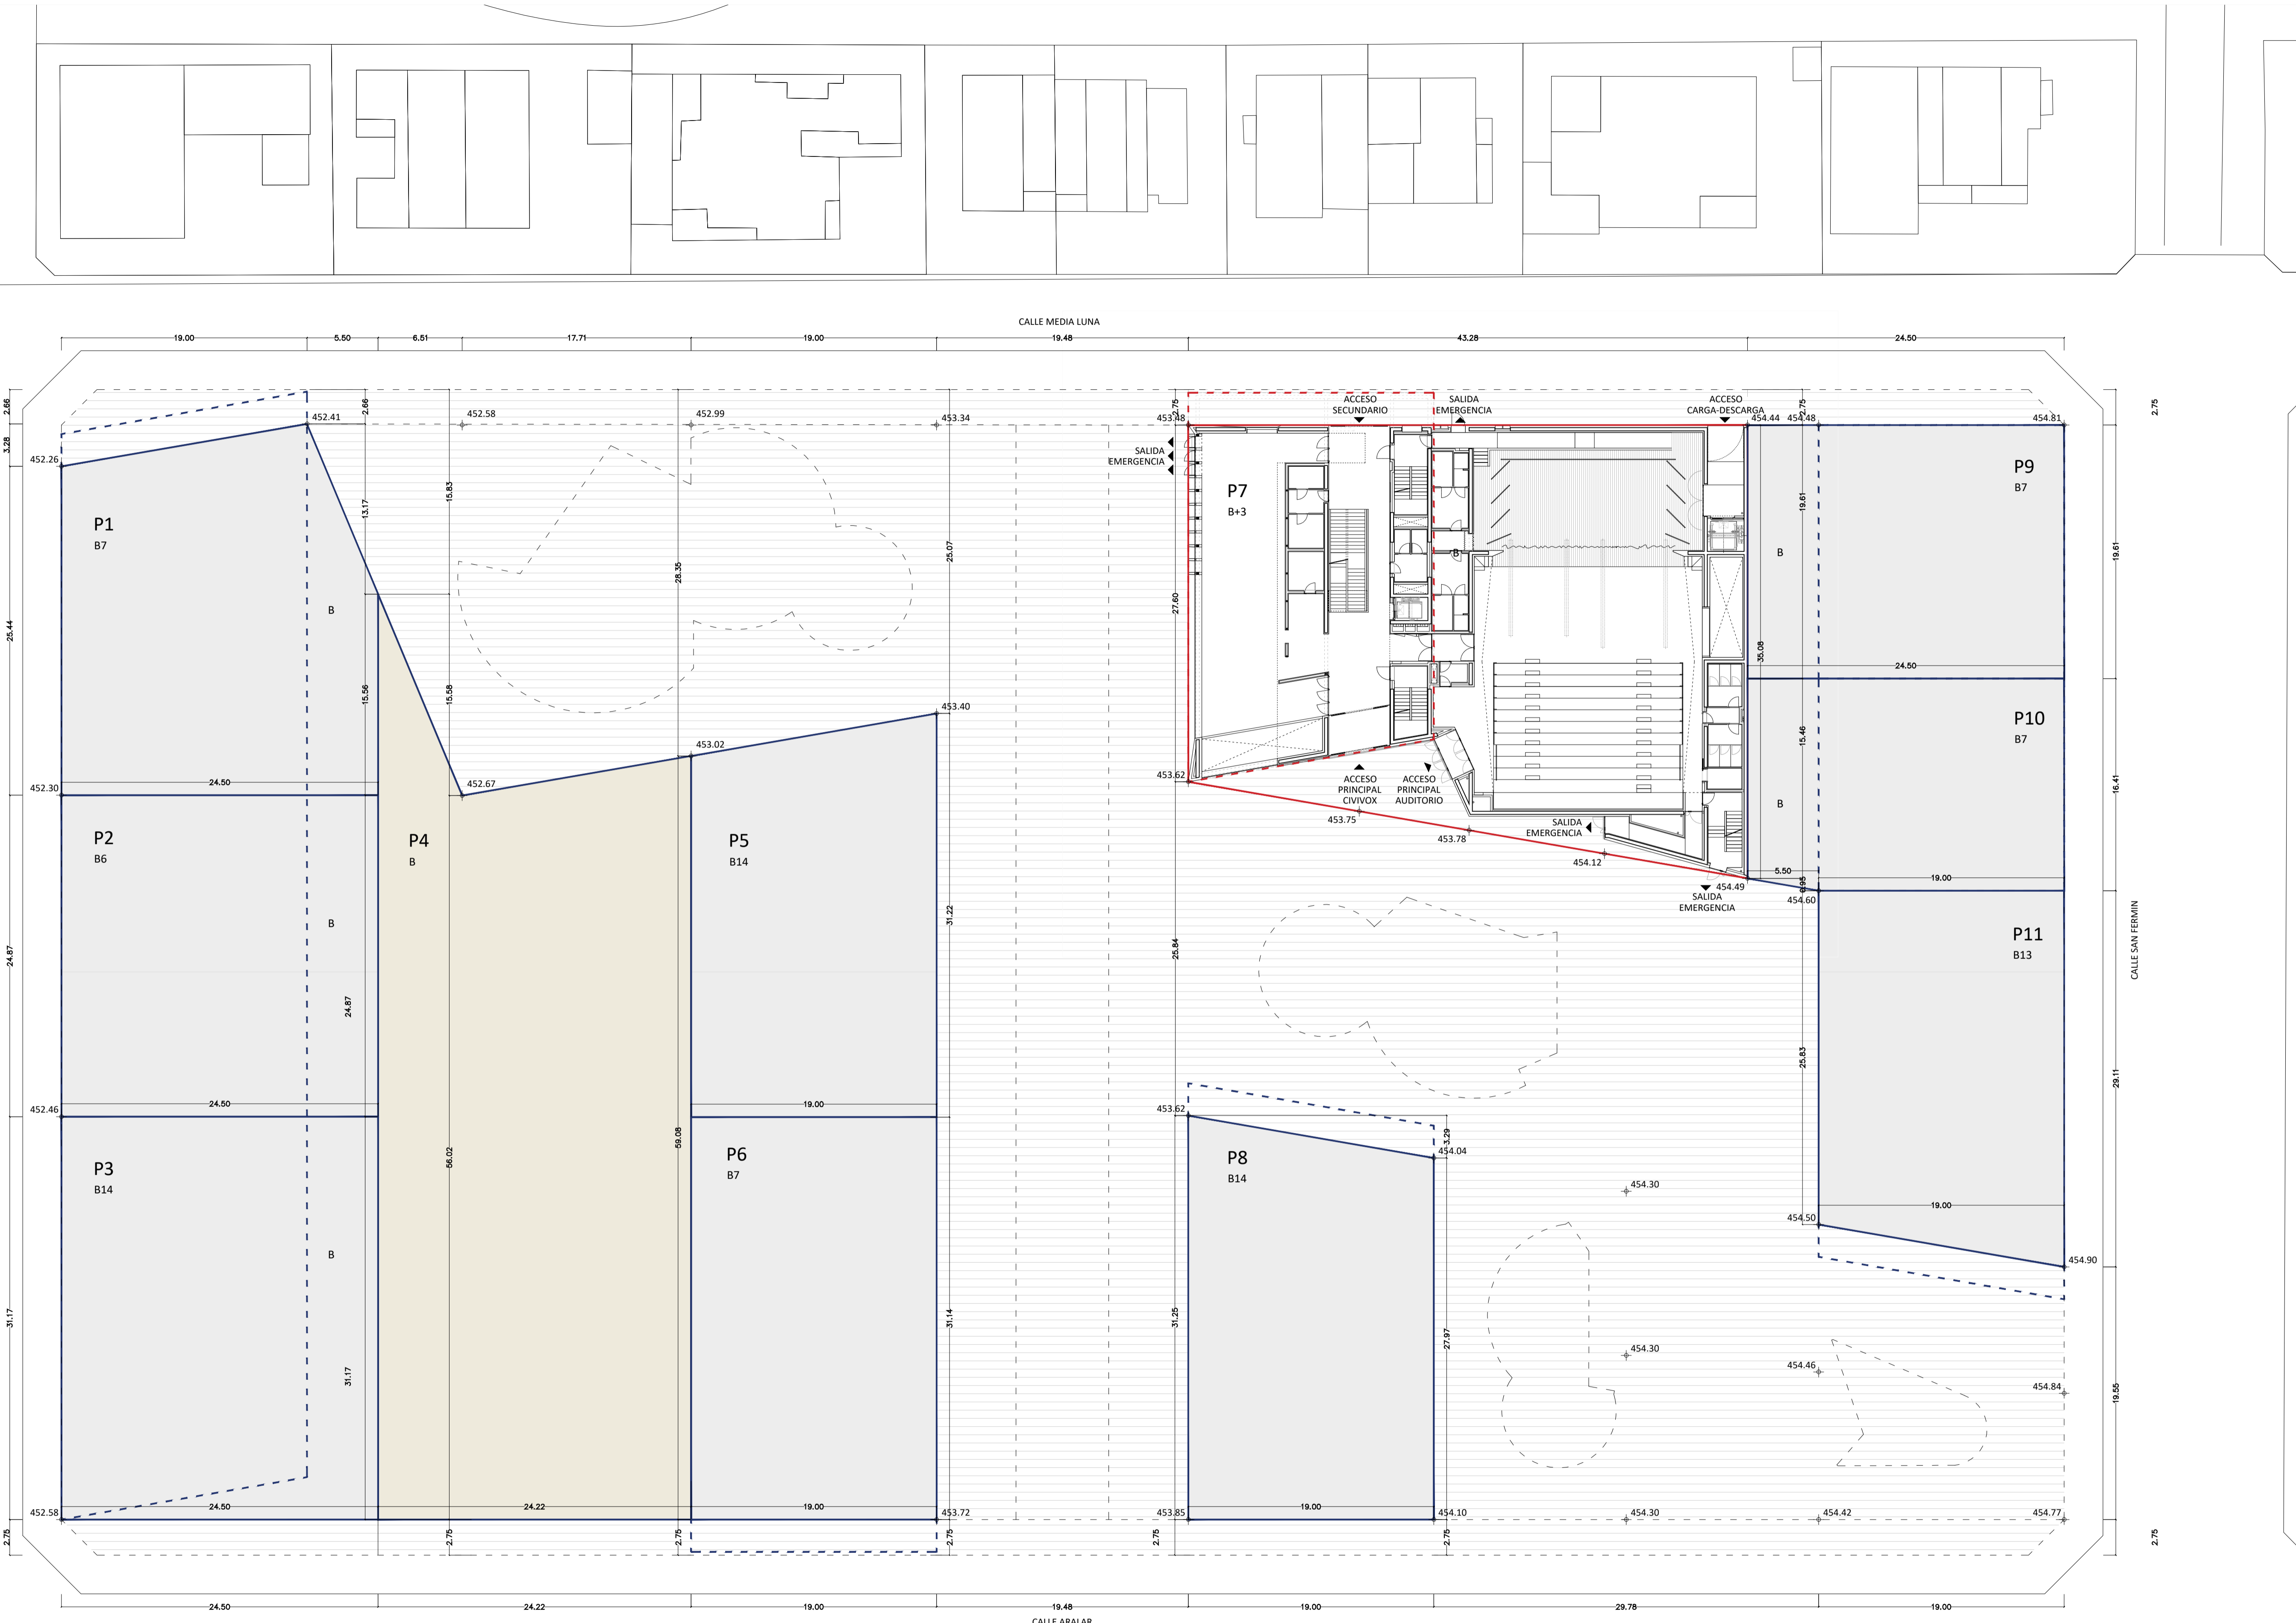 CALLE MEDIA LUNA
19.00
5.50
6.51
17.71
19.00
19.48
43.28
24.50
2.66
3.28
25.44
24.87
31.17
2.75
452.26
452.30
452.46
452.58
452.41
452.58
452.99
453.34
2.66
13.17
15.83
15.56
15.58
28.35
25.07
P1
B7
B
24.50
452.67
453.02
453.40
P2
B6
B
24.87
24.50
P3
B14
B
31.17
24.50
P4
B
56.02
59.08
24.22
2.75
2.75
P5
B14
31.22
19.00
P6
B7
31.14
19.00
453.72
2.75
2.75
453.48
ACCESO
SECUNDARIO
SALIDA
EMERGENCIA
ACCESO
CARGA-DESCARGA
454.44
454.48
2.75
454.81
2.75
SALIDA
EMERGENCIA
P7
B+3
B
27.60
453.62
ACCESO
PRINCIPAL
CIVIVOX
ACCESO
PRINCIPAL
AUDITORIO
453.75
453.78
SALIDA
EMERGENCIA
454.12
454.49
SALIDA
EMERGENCIA
P9
B7
B
19.61
19.61
35.08
24.50
P10
B7
B
15.46
16.41
5.50
0.95
19.00
454.60
P11
B13
25.83
29.11
19.00
454.50
454.90
CALLE SAN FERMIN
25.84
453.62
3.29
454.04
P8
B14
31.25
27.97
19.00
453.85
454.10
2.75
2.75
454.30
454.30
454.46
454.84
19.55
454.30
454.42
454.77
2.75
24.50
24.22
19.00
19.48
19.00
29.78
19.00
CALLE ARALAR